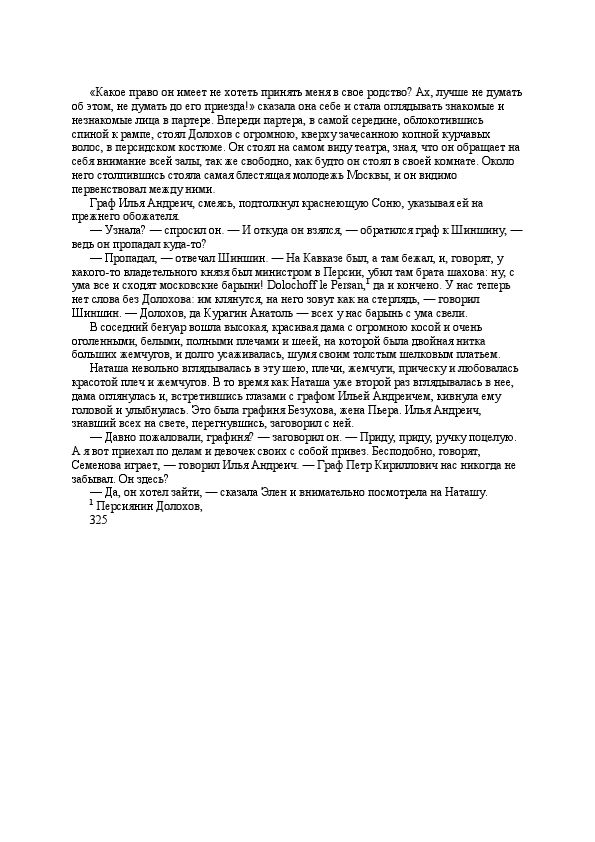 «Какое право он имеет не хотеть принять меня в свое родство? Ах, лучше не думать
об этом, не думать до его приезда!» сказала она себе и стала оглядывать знакомые и
незнакомые лица в партере. Впереди партера, в самой середине, облокотившись
спиной к рампе, стоял Долохов с огромною, кверху зачесанною копной курчавых
волос, в персидском костюме. Он стоял на самом виду театра, зная, что он обращает на
себя внимание всей залы, так же свободно, как будто он стоял в своей комнате. Около
него столпившись стояла самая блестящая молодежь Москвы, и он видимо
первенствовал между ними.
Граф Илья Андреич, смеясь, подтолкнул краснеющую Соню, указывая ей на
прежнего обожателя.
— Узнала? — спросил он. — И откуда он взялся, — обратился граф к Шиншину, —
ведь он пропадал куда-то?
— Пропадал, — отвечал Шиншин. — На Кавказе был, а там бежал, и, говорят, у
какого-то владетельного князя был министром в Персии, убил там брата шахова: ну, с
ума все и сходят московские барыни! Dolochoff le Persan,¹ да и кончено. У нас теперь
нет слова без Долохова: им клянутся, на него зовут как на стерлядь, — говорил
Шиншин. — Долохов, да Курагин Анатоль — всех у нас барынь с ума свели.
В соседний бенуар вошла высокая, красивая дама с огромною косой и очень
оголенными, белыми, полными плечами и шеей, на которой была двойная нитка
больших жемчугов, и долго усаживалась, шумя своим толстым шелковым платьем.
Наташа невольно вглядывалась в эту шею, плечи, жемчуги, прическу и любовалась
красотой плеч и жемчугов. В то время как Наташа уже второй раз вглядывалась в нее,
дама оглянулась и, встретившись глазами с графом Ильей Андреичем, кивнула ему
головой и улыбнулась. Это была графиня Безухова, жена Пьера. Илья Андреич,
знавший всех на свете, перегнувшись, заговорил с ней.
— Давно пожаловали, графиня? — заговорил он. — Приду, приду, ручку поцелую.
А я вот приехал по делам и девочек своих с собой привез. Бесподобно, говорят,
Семенова играет, — говорил Илья Андреич. — Граф Петр Кириллович нас никогда не
забывал. Он здесь?
— Да, он хотел зайти, — сказала Элен и внимательно посмотрела на Наташу.
¹ Персиянин Долохов,
325